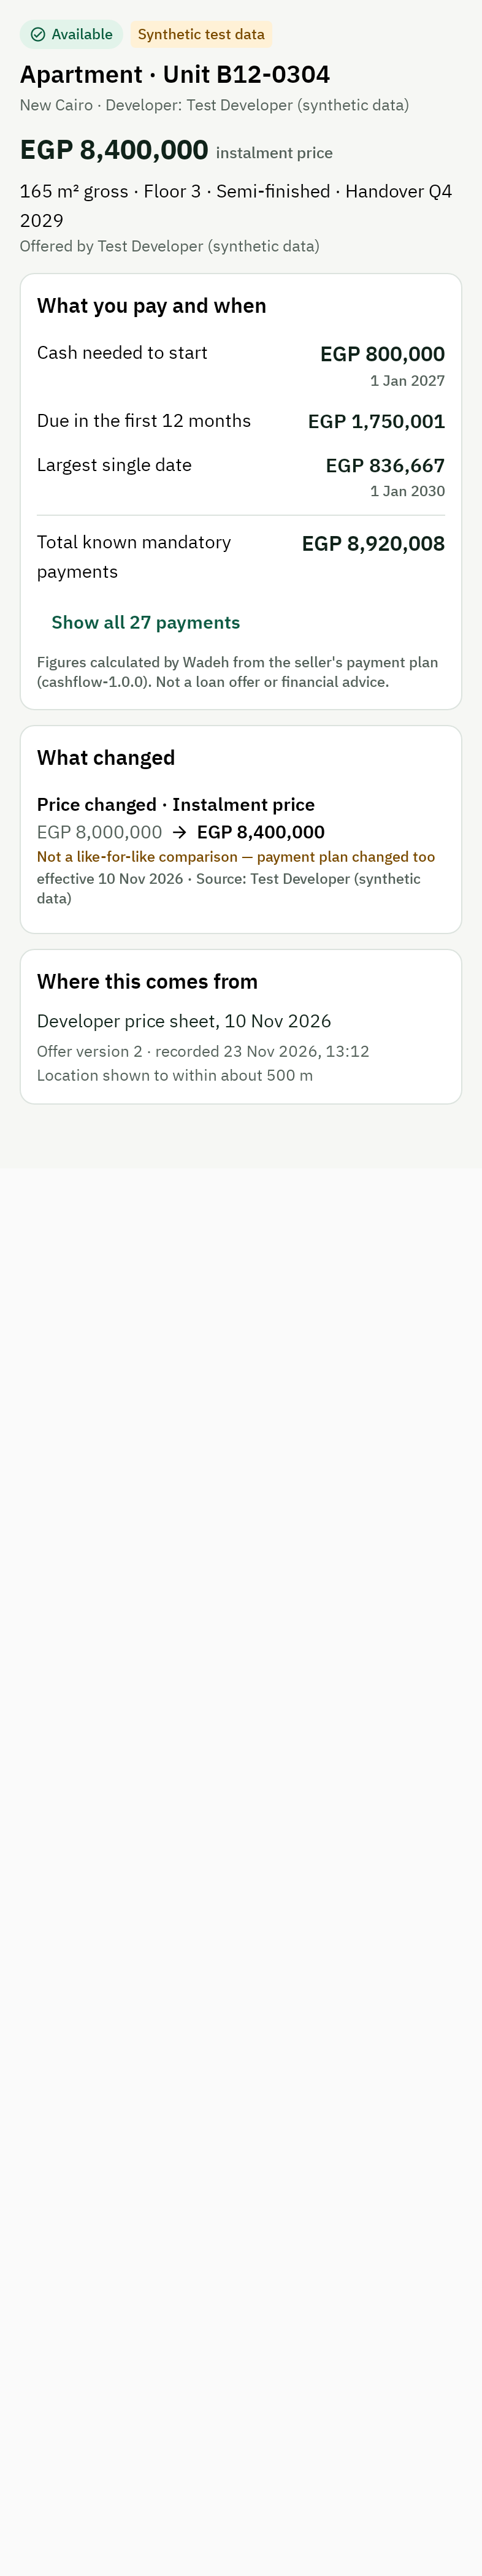 Available
Synthetic test data
Apartment · Unit B12-0304
New Cairo · Developer: Test Developer (synthetic data)
EGP 8,400,000 instalment price
165 m² gross · Floor 3 · Semi-finished · Handover Q4
2029
Offered by Test Developer (synthetic data)
What you pay and when
Cash needed to start
EGP 800,000
1 Jan 2027
Due in the first 12 months
EGP 1,750,001
Largest single date
EGP 836,667
1 Jan 2030
Total known mandatory
payments
EGP 8,920,008
Show all 27 payments
Figures calculated by Wadeh from the seller's payment plan
(cashflow-1.0.0). Not a loan offer or financial advice.
What changed
Price changed · Instalment price
EGP 8,000,000 → EGP 8,400,000
Not a like-for-like comparison — payment plan changed too
effective 10 Nov 2026 · Source: Test Developer (synthetic
data)
Where this comes from
Developer price sheet, 10 Nov 2026
Offer version 2 · recorded 23 Nov 2026, 13:12
Location shown to within about 500 m